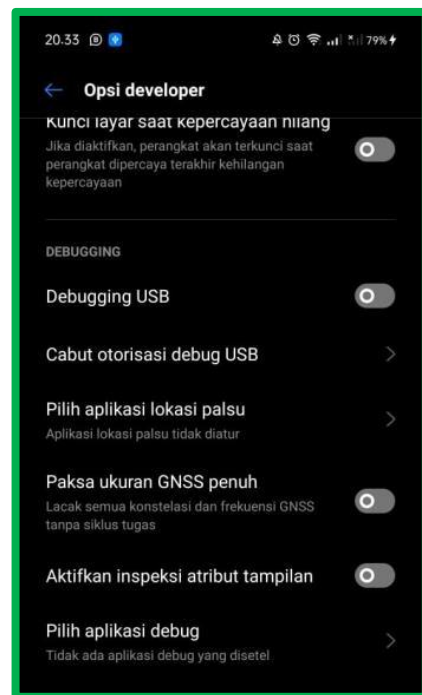 20.33 79%
Opsi developer
Kunci layar saat kepercayaan hilang
Jika diaktifkan, perangkat akan terkunci saat
perangkat dipercaya terakhir kehilangan
kepercayaan
DEBUGGING
Debugging USB
Cabut otorisasi debug USB
Pilih aplikasi lokasi palsu
Aplikasi lokasi palsu tidak diatur
Paksa ukuran GNSS penuh
Lacak semua konstelasi dan frekuensi GNSS
tanpa siklus tugas
Aktifkan inspeksi atribut tampilan
Pilih aplikasi debug
Tidak ada aplikasi debug yang disetel